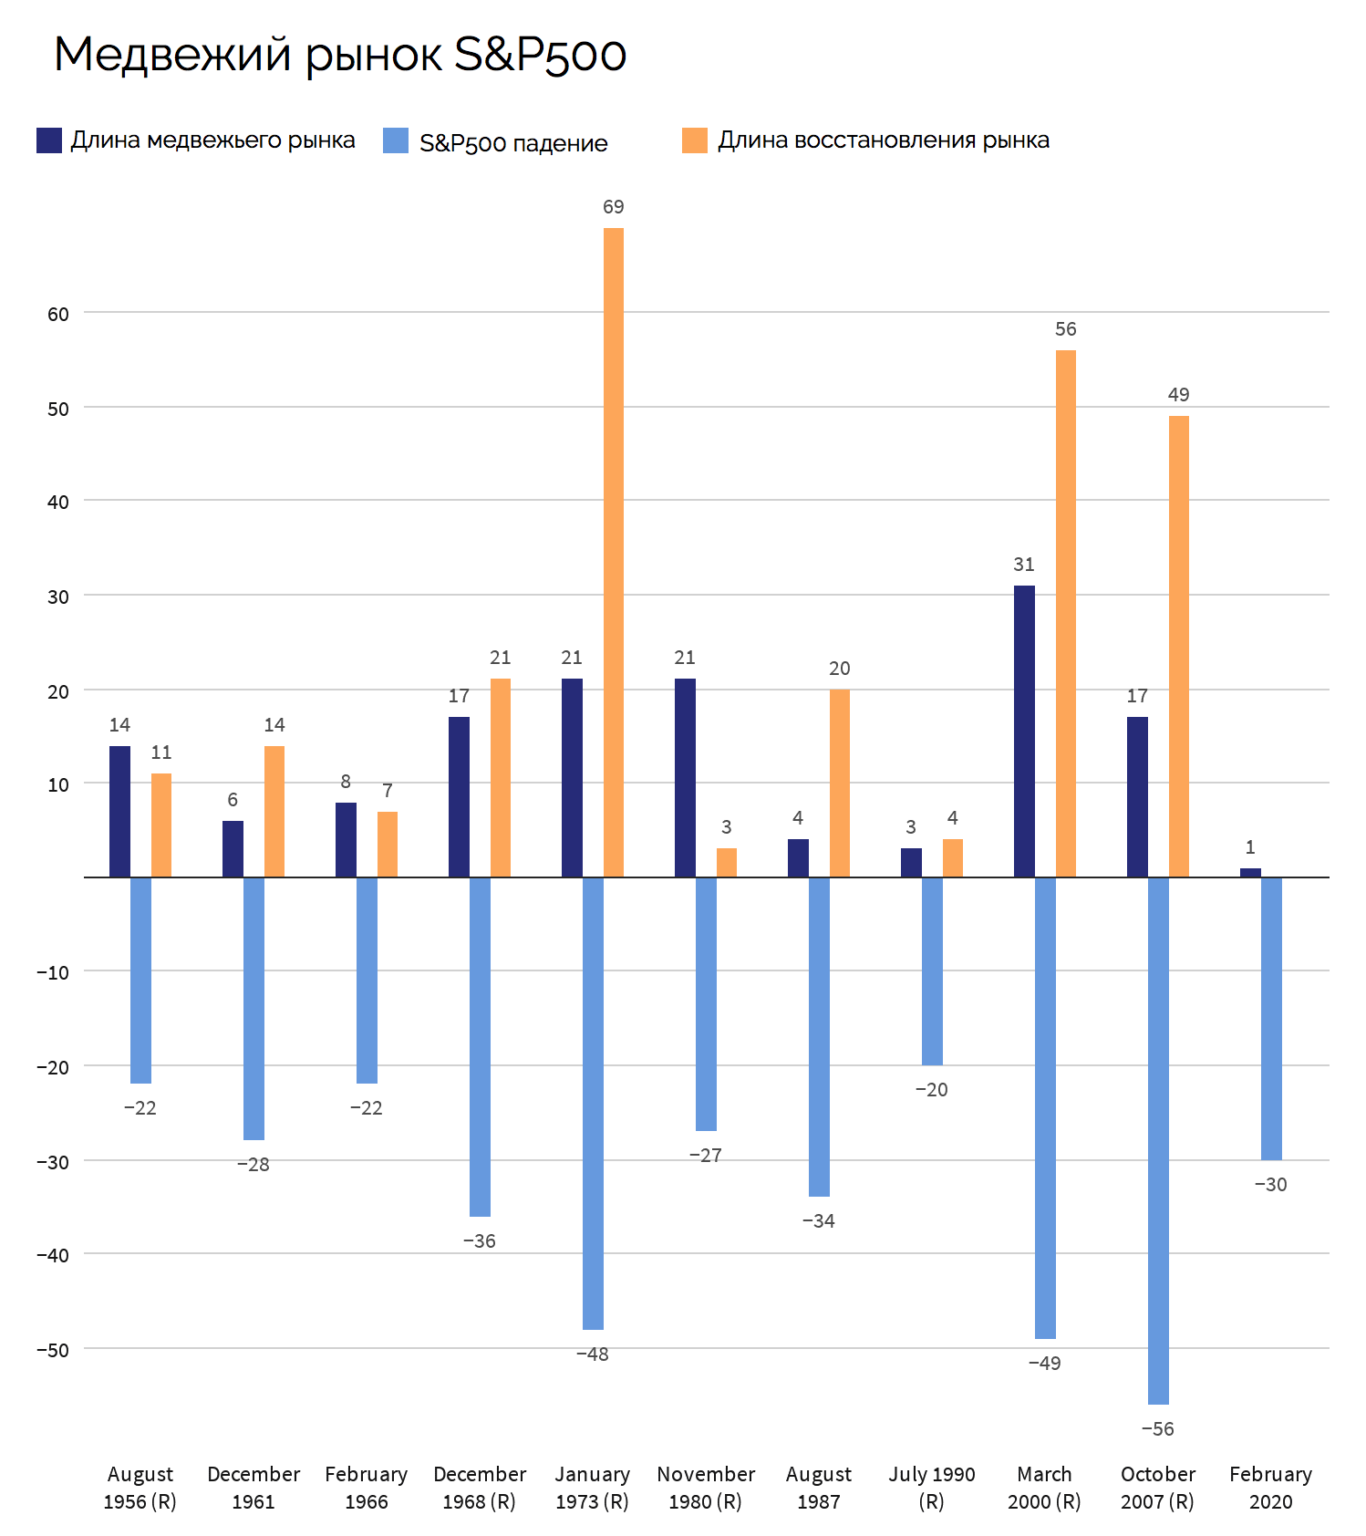 Медвежий рынок S&P500
Длина медвежьего рынка
S&P500 падение
Длина восстановления рынка
69
60
56
50
49
40
31
30
21
21
21
20
20
17
17
14
14
11
10
8
7
6
4
4
3
3
1
−10
−20
−20
−22
−22
−27
−28
−30
−30
−34
−36
−40
−48
−49
−50
−56
August
1956 (R)
December
1961
February
1966
December
1968 (R)
January
1973 (R)
November
1980 (R)
August
1987
July 1990
(R)
March
2000 (R)
October
2007 (R)
February
2020